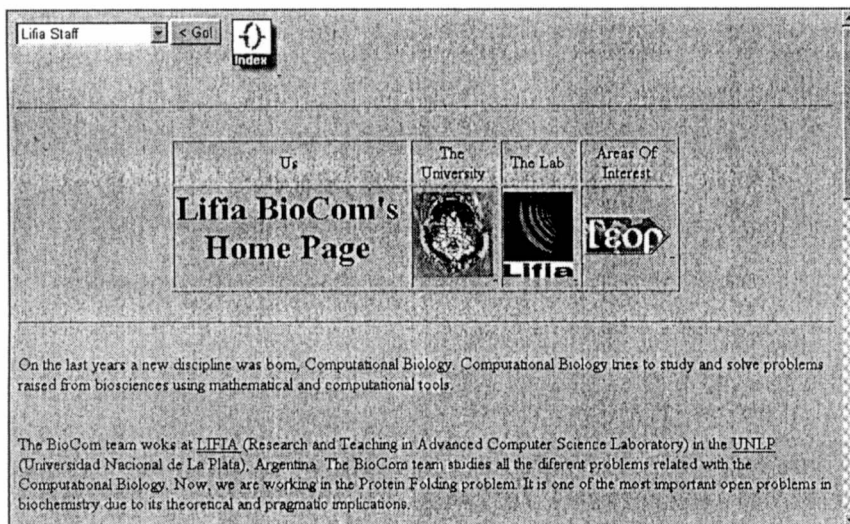 Lifia Staff < Go!
Index
Us The University The Lab Areas Of Interest
Lifia BioCom's
Home Page
Lifia
On the last years a new discipline was born, Computational Biology. Computational Biology tries to study and solve problems
raised from biosciences using mathematical and computational tools.
The BioCom team woks at LIFIA (Research and Teaching in Advanced Computer Science Laboratory) in the UNLP
(Universidad Nacional de La Plata), Argentina. The BioCom team studies all the diferent problems related with the
Computational Biology. Now, we are working in the Protein Folding problem. It is one of the most important open problems in
biochemistry due to its theoretical and pragmatic implications.